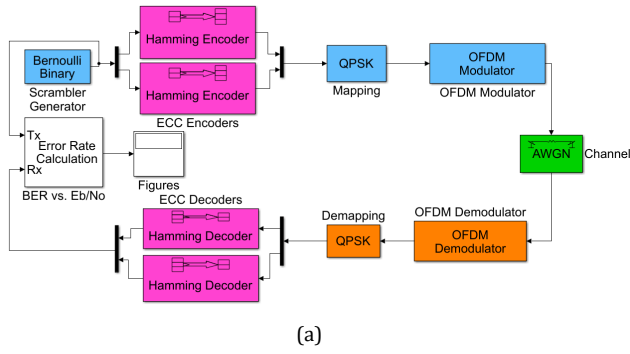 Bernoulli
Binary
Scrambler
Generator
Hamming Encoder
Hamming Encoder
ECC Encoders
QPSK
Mapping
OFDM
Modulator
OFDM Modulator
AWGN
Channel
Tx
Error Rate
Calculation
Rx
BER vs. Eb/No
Figures
ECC Decoders
Hamming Decoder
Hamming Decoder
Demapping
QPSK
OFDM Demodulator
OFDM
Demodulator
(a)